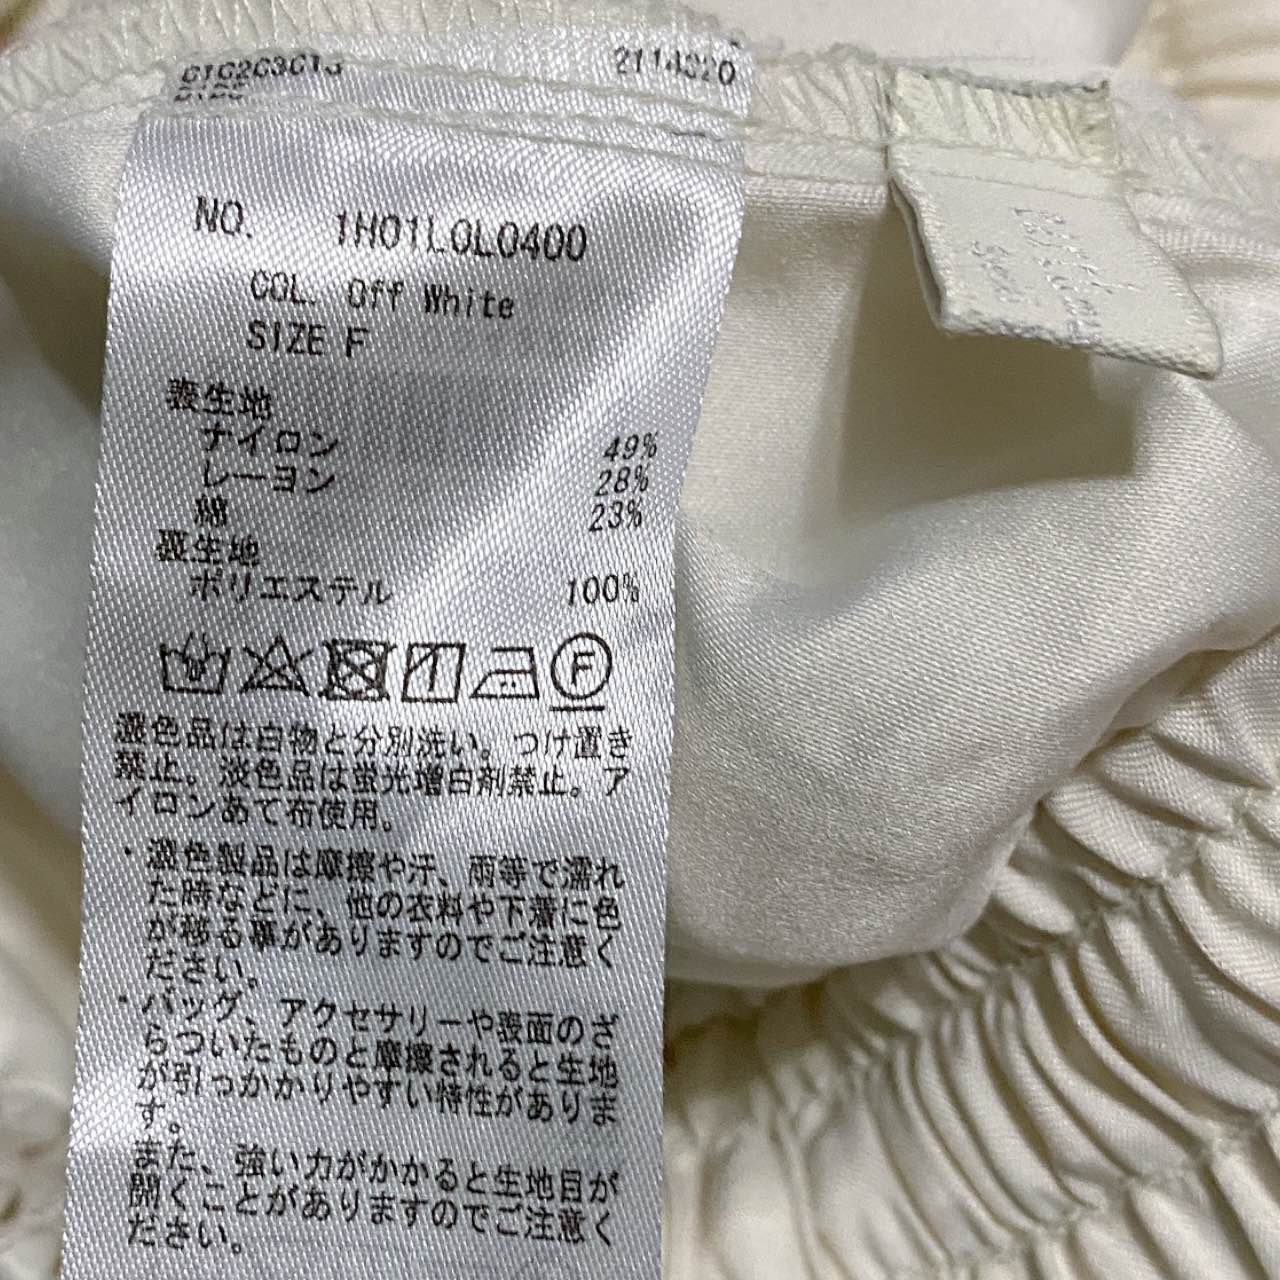 2114320
NO. 1H01L0L0400
COL. Off White
SIZE F
表生地
ナイロン 49%
レーヨン 28%
綿 23%
裏生地
ポリエステル 100%
F
濃色品は白物と分別洗い。つけ置き
禁止。淡色品は蛍光増白剤禁止。ア
イロンあて布使用。
・濃色製品は摩擦や汗、雨等で濡れ
た時などに、他の衣料や下着に色
が移る事がありますのでご注意く
ださい。
・バッグ、アクセサリーや表面のざ
らついたものと摩擦されると生地
が引っかかりやすい特性がありま
す。
また、強い力がかかると生地目が
開くことがありますのでご注意く
ださい。